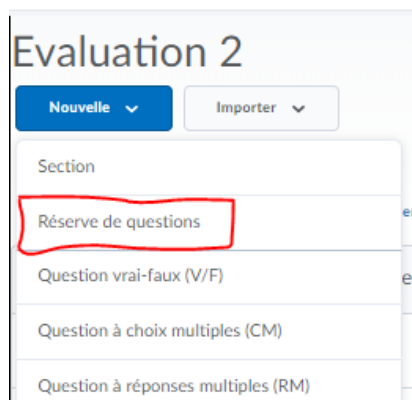 Evaluation 2
Nouvelle Importer
Section
Réserve de questions
Question vrai-faux (V/F)
Question à choix multiples (CM)
Question à réponses multiples (RM)